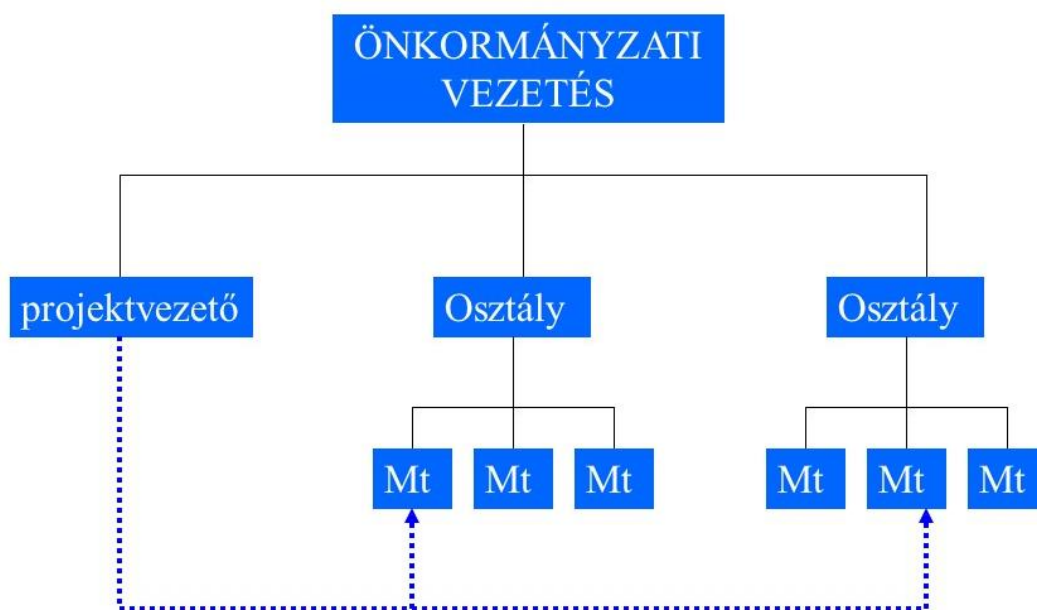 ÖNKORMÁNYZATI
VEZETÉS
projektvezető
Osztály
Osztály
Mt
Mt
Mt
Mt
Mt
Mt